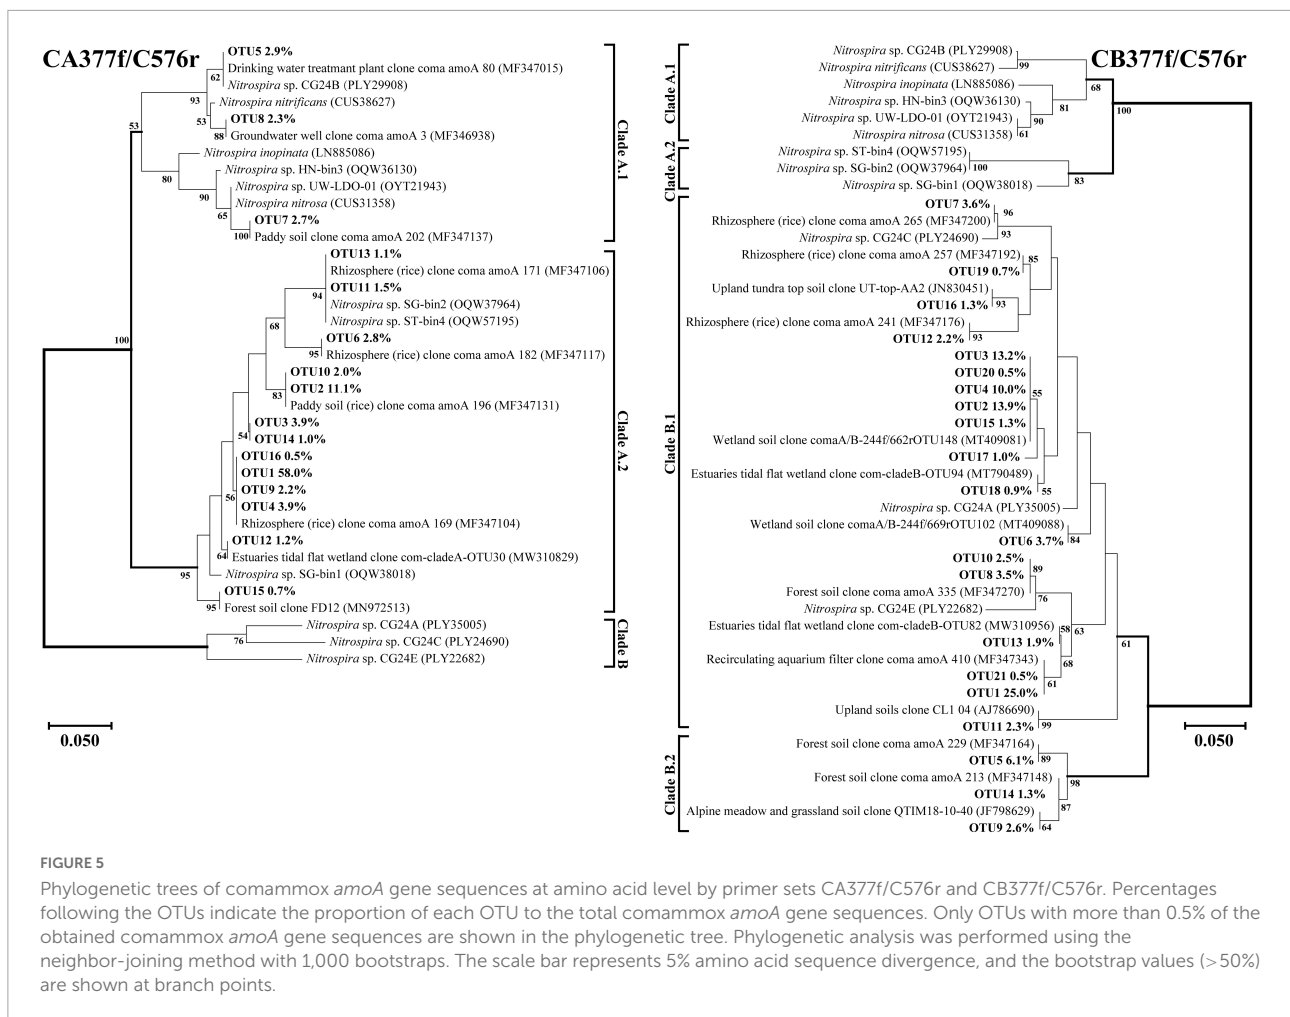 CA377f/C576r
OTU5 2.9%
Drinking water treatmant plant clone coma amoA 80 (MF347015)
62
Nitrospira sp. CG24B (PLY29908)
93
Nitrospira nitrificans (CUS38627)
53
53
OTU8 2.3%
88
Groundwater well clone coma amoA 3 (MF346938)
Nitrospira inopinata (LN885086)
80
Nitrospira sp. HN-bin3 (OQW36130)
90
Nitrospira sp. UW-LDO-01 (OYT21943)
Nitrospira nitrosa (CUS31358)
65
OTU7 2.7%
100
Paddy soil clone coma amoA 202 (MF347137)
Clade A.1
OTU13 1.1%
Rhizosphere (rice) clone coma amoA 171 (MF347106)
OTU11 1.5%
94
Nitrospira sp. SG-bin2 (OQW37964)
Nitrospira sp. ST-bin4 (OQW57195)
68
OTU6 2.8%
95
Rhizosphere (rice) clone coma amoA 182 (MF347117)
100
OTU10 2.0%
OTU2 11.1%
83
Paddy soil (rice) clone coma amoA 196 (MF347131)
OTU3 3.9%
54
OTU14 1.0%
OTU16 0.5%
OTU1 58.0%
OTU9 2.2%
56
OTU4 3.9%
Rhizosphere (rice) clone coma amoA 169 (MF347104)
OTU12 1.2%
64
Estuaries tidal flat wetland clone com-cladeA-OTU30 (MW310829)
95
Nitrospira sp. SG-bin1 (OQW38018)
OTU15 0.7%
95
Forest soil clone FD12 (MN972513)
Clade A.2
Nitrospira sp. CG24A (PLY35005)
76
Nitrospira sp. CG24C (PLY24690)
Nitrospira sp. CG24E (PLY22682)
Clade B
0.050
CB377f/C576r
Nitrospira sp. CG24B (PLY29908)
99
Nitrospira nitrificans (CUS38627)
68
Nitrospira inopinata (LN885086)
81
Nitrospira sp. HN-bin3 (OQW36130)
100
90
Nitrospira sp. UW-LDO-01 (OYT21943)
Nitrospira nitrosa (CUS31358)
61
Clade A.1
Nitrospira sp. ST-bin4 (OQW57195)
100
Nitrospira sp. SG-bin2 (OQW37964)
83
Nitrospira sp. SG-bin1 (OQW38018)
Clade A.2
OTU7 3.6%
96
Rhizosphere (rice) clone coma amoA 265 (MF347200)
93
Nitrospira sp. CG24C (PLY24690)
Rhizosphere (rice) clone coma amoA 257 (MF347192)
85
OTU19 0.7%
Upland tundra top soil clone UT-top-AA2 (JN830451)
OTU16 1.3%
93
Rhizosphere (rice) clone coma amoA 241 (MF347176)
OTU12 2.2%
93
OTU3 13.2%
OTU20 0.5%
OTU4 10.0%
55
OTU2 13.9%
OTU15 1.3%
Wetland soil clone comaA/B-244f/662rOTU148 (MT409081)
OTU17 1.0%
Estuaries tidal flat wetland clone com-cladeB-OTU94 (MT790489)
OTU18 0.9%
55
Nitrospira sp. CG24A (PLY35005)
Wetland soil clone comaA/B-244f/669rOTU102 (MT409088)
OTU6 3.7%
84
OTU10 2.5%
89
OTU8 3.5%
Forest soil clone coma amoA 335 (MF347270)
76
Nitrospira sp. CG24E (PLY22682)
Estuaries tidal flat wetland clone com-cladeB-OTU82 (MW310956)
58
63
OTU13 1.9%
61
Recirculating aquarium filter clone coma amoA 410 (MF347343)
68
OTU21 0.5%
61
OTU1 25.0%
Upland soils clone CL1 04 (AJ786690)
OTU11 2.3%
99
Clade B.1
Forest soil clone coma amoA 229 (MF347164)
OTU5 6.1%
89
Forest soil clone coma amoA 213 (MF347148)
98
OTU14 1.3%
87
Alpine meadow and grassland soil clone QTIM18-10-40 (JF798629)
OTU9 2.6%
64
Clade B.2
0.050
FIGURE 5
Phylogenetic trees of comammox amoA gene sequences at amino acid level by primer sets CA377f/C576r and CB377f/C576r. Percentages
following the OTUs indicate the proportion of each OTU to the total comammox amoA gene sequences. Only OTUs with more than 0.5% of the
obtained comammox amoA gene sequences are shown in the phylogenetic tree. Phylogenetic analysis was performed using the
neighbor-joining method with 1,000 bootstraps. The scale bar represents 5% amino acid sequence divergence, and the bootstrap values (>50%)
are shown at branch points.